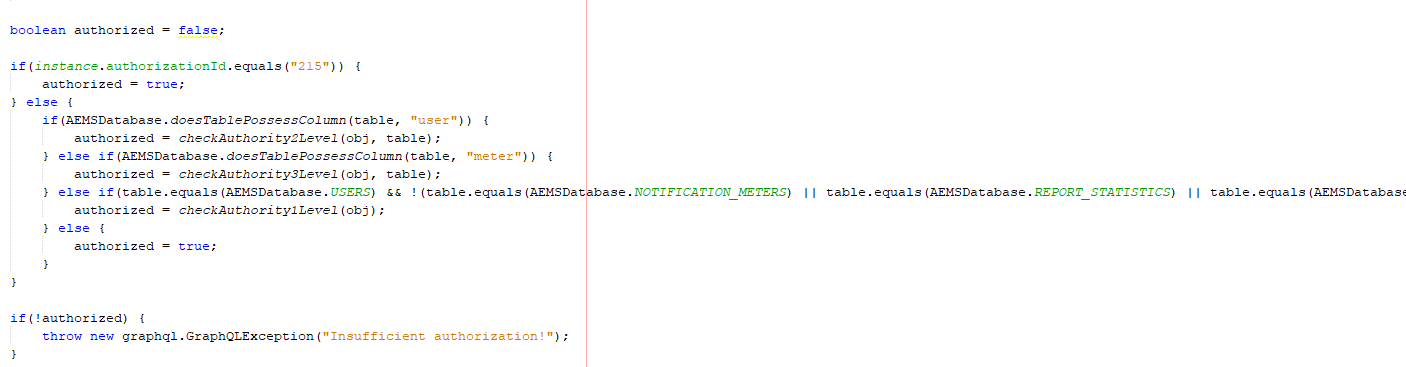 boolean authorized = false;
if(instance.authorizationId.equals("215")) {
authorized = true;
} else {
if(AEMSDatabase.doesTablePossessColumn(table, "user")) {
authorized = checkAuthority2Level(obj, table);
} else if(AEMSDatabase.doesTablePossessColumn(table, "meter")) {
authorized = checkAuthority3Level(obj, table);
} else if(table.equals(AEMSDatabase.USERS) && !(table.equals(AEMSDatabase.NOTIFICATION_METERS) || table.equals(AEMSDatabase.REPORT_STATISTICS) || table.equals(AEMSDatabase
authorized = checkAuthority1Level(obj);
} else {
authorized = true;
}
}
if(!authorized) {
throw new graphql.GraphQLException("Insufficient authorization!");
}